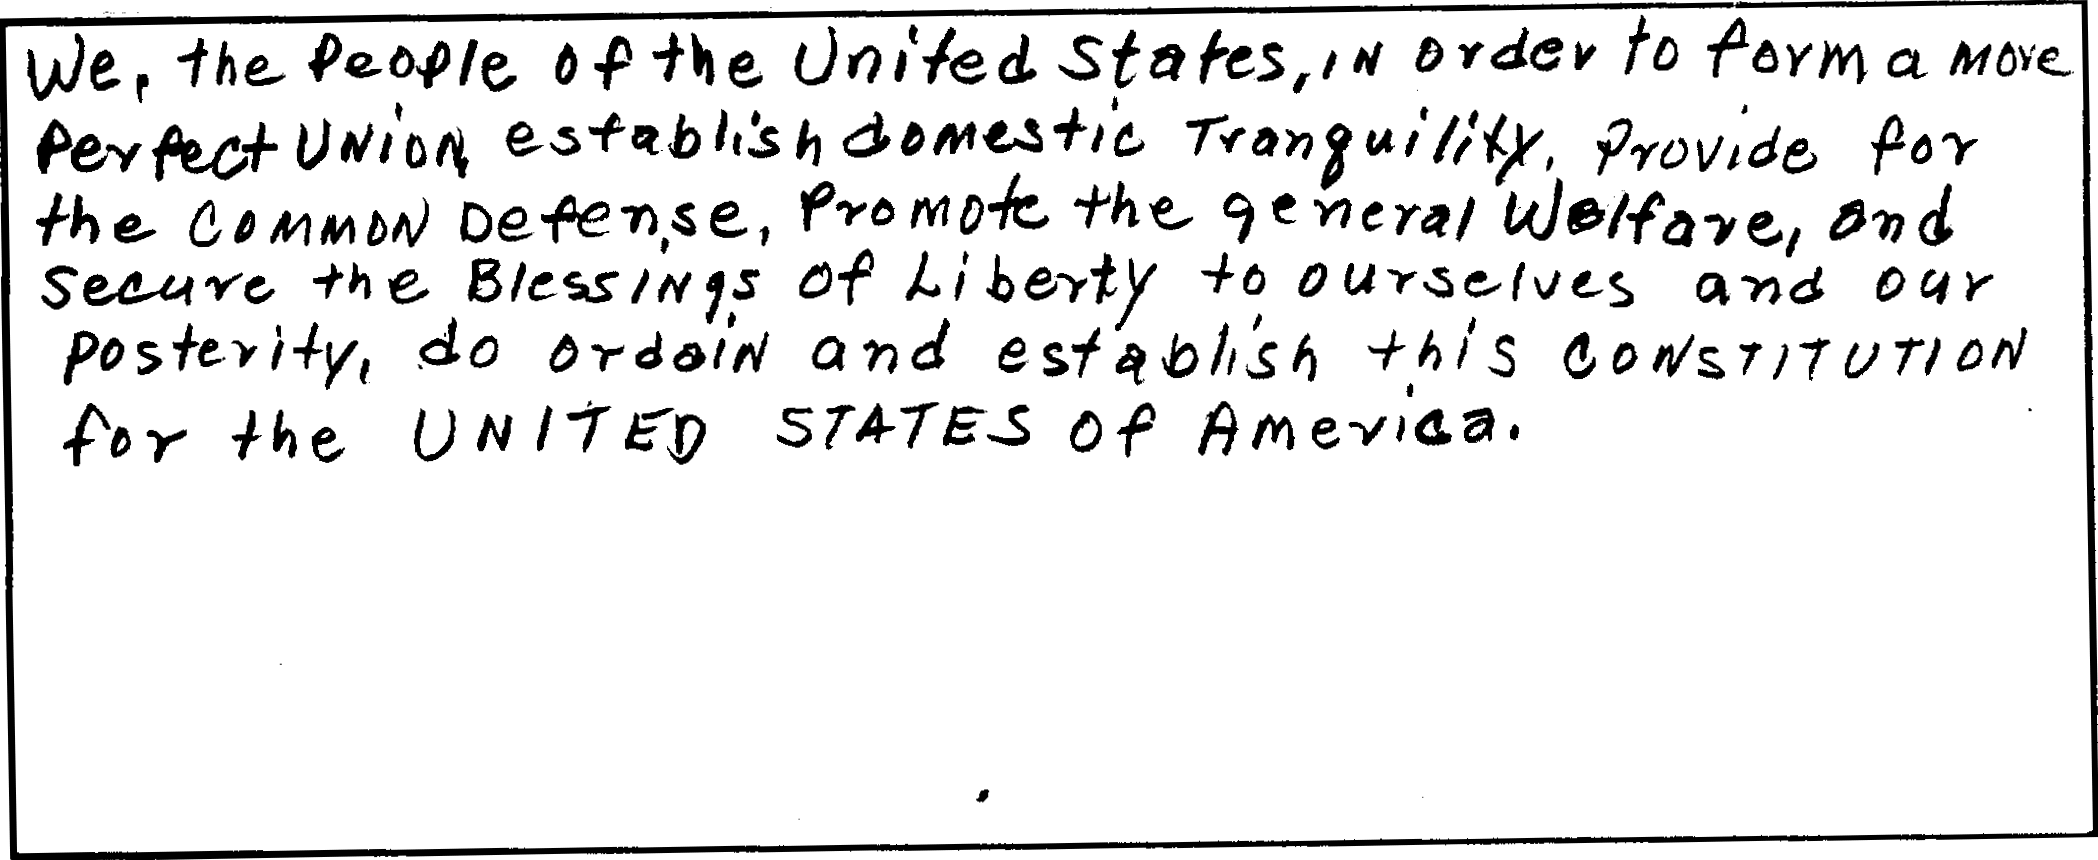 We, the People of the United States, in order to form a more
perfect Union, establish domestic Tranquility, Provide for
the COMMON Defense, Promote the general Welfare, and
secure the Blessings of Liberty to ourselves and our
posterity, do ordain and establish this CONSTITUTION
for the UNITED STATES of America.